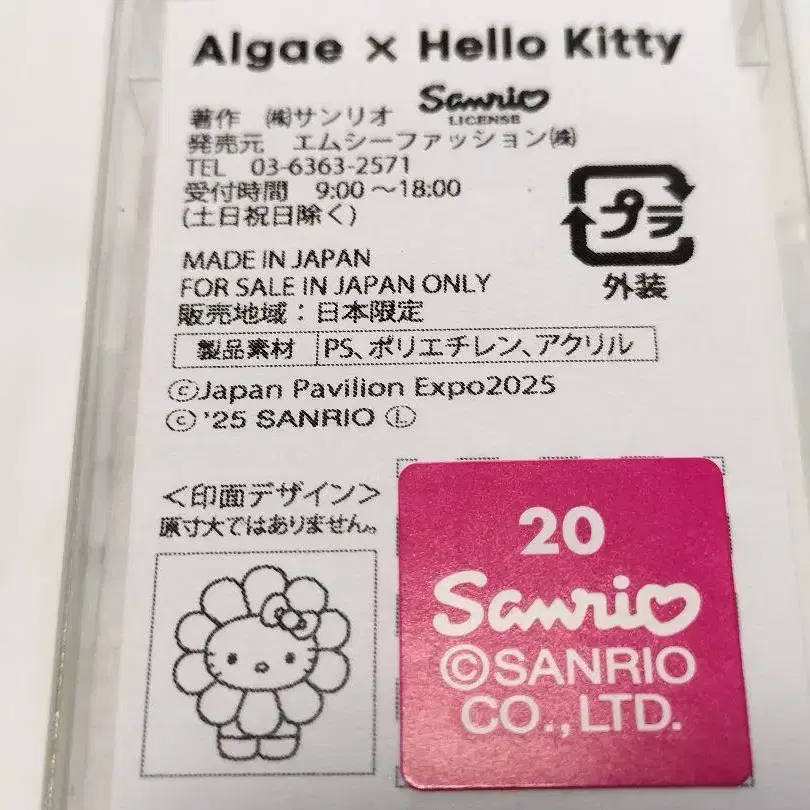 Algae × Hello Kitty
著作 ㈱サンリオ Sanrio
LICENSE
発売元 エムシーファッション㈱
TEL 03-6363-2571
受付時間 9:00～18:00
(土日祝日除く)
プラ
外装
MADE IN JAPAN
FOR SALE IN JAPAN ONLY
販売地域：日本限定
製品素材 PS、ポリエチレン、アクリル
ⓒJapan Pavilion Expo2025
ⓒ '25 SANRIO Ⓛ
＜印面デザイン＞
原寸大ではありません。
20
Sanrio
©SANRIO
CO., LTD.